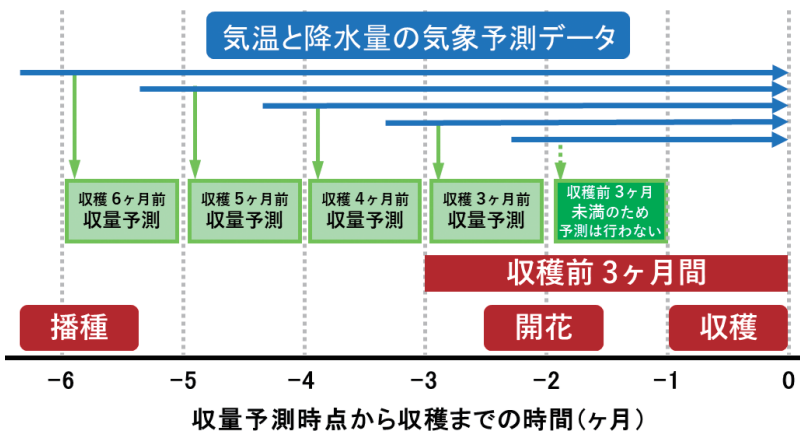 気温と降水量の気象予測データ
収穫 6ヶ月前
収量予測
収穫 5ヶ月前
収量予測
収穫 4ヶ月前
収量予測
収穫 3ヶ月前
収量予測
収穫前 3ヶ月
未満のため
予測は行わない
収穫前 3ヶ月間
播種
開花
収穫
−6
−5
−4
−3
−2
−1
0
収量予測時点から収穫までの時間(ヶ月)